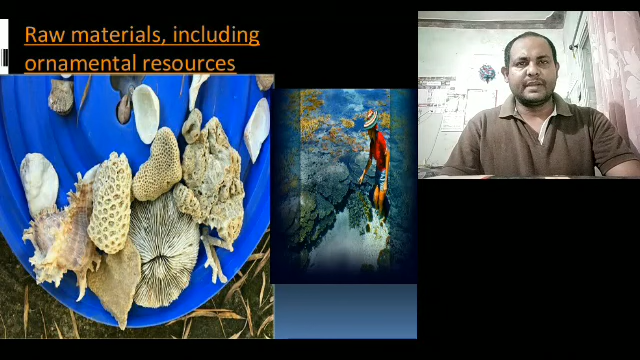 Raw materials, including
ornamental resources